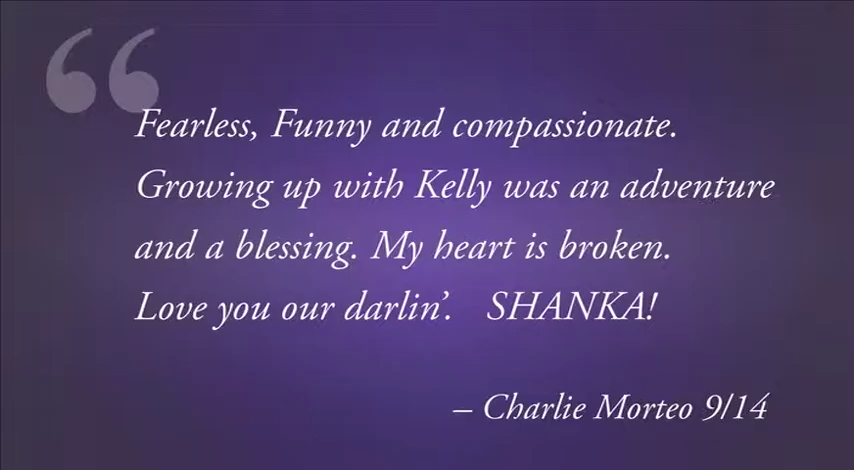 “
Fearless, Funny and compassionate.
Growing up with Kelly was an adventure
and a blessing. My heart is broken.
Love you our darlin’. SHANKA!
– Charlie Morteo 9/14